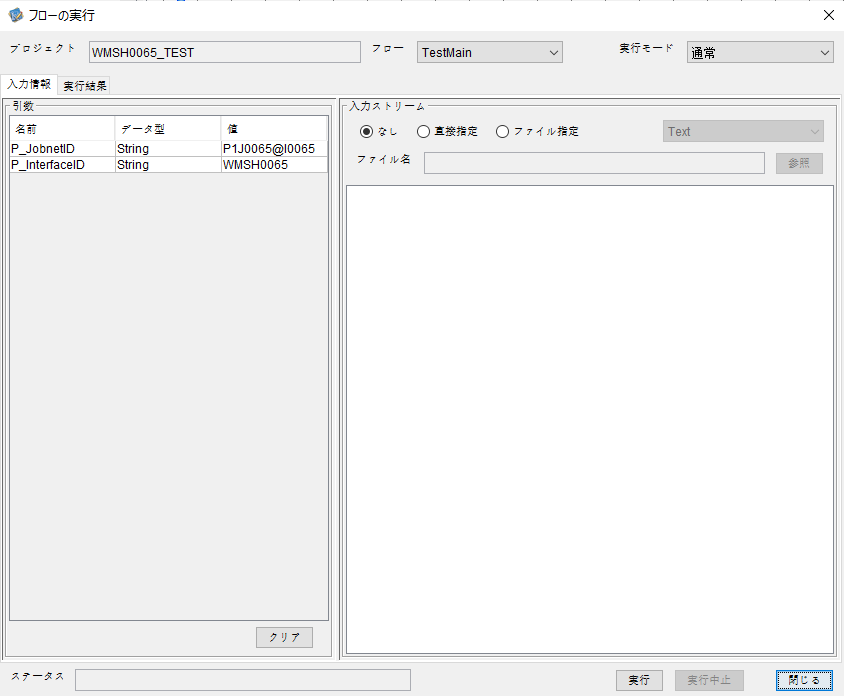 フローの実行
プロジェクト WMSH0065_TEST フロー TestMain 実行モード 通常
入力情報 実行結果
引数
名前 データ型 値
P_JobnetID String P1J0065@I0065
P_InterfaceID String WMSH0065
クリア
入力ストリーム
なし 直接指定 ファイル指定 Text
ファイル名 参照
ステータス 実行 実行中止 閉じる